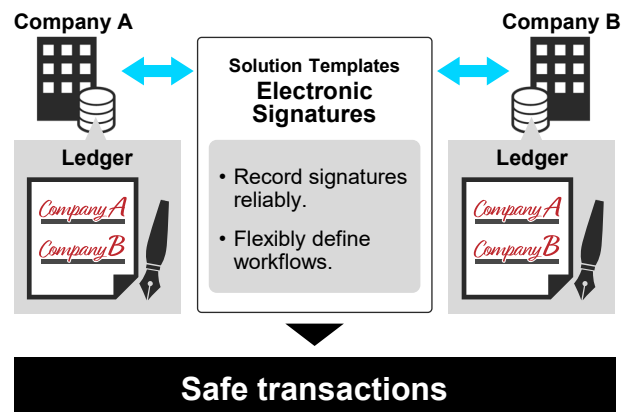 Company A
Company B
Solution Templates
Electronic
Signatures
• Record signatures
reliably.
• Flexibly define
workflows.
Ledger
Company A
Company B
Ledger
Company A
Company B
Safe transactions